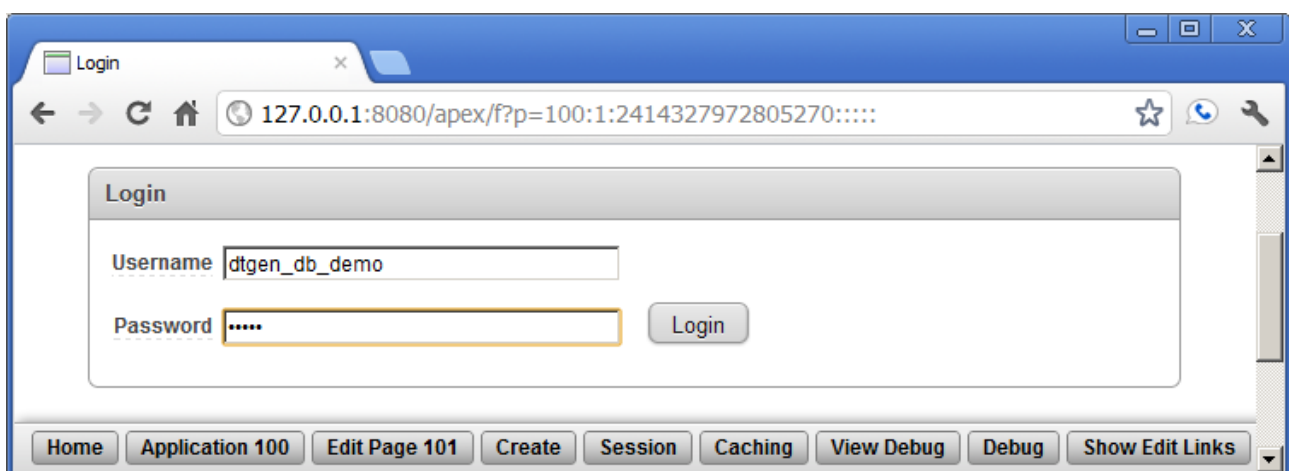 Login
127.0.0.1:8080/apex/f?p=100:1:2414327972805270:::::
Login
Username dtgen_db_demo
Password ••••• Login
Home Application 100 Edit Page 101 Create Session Caching View Debug Debug Show Edit Links